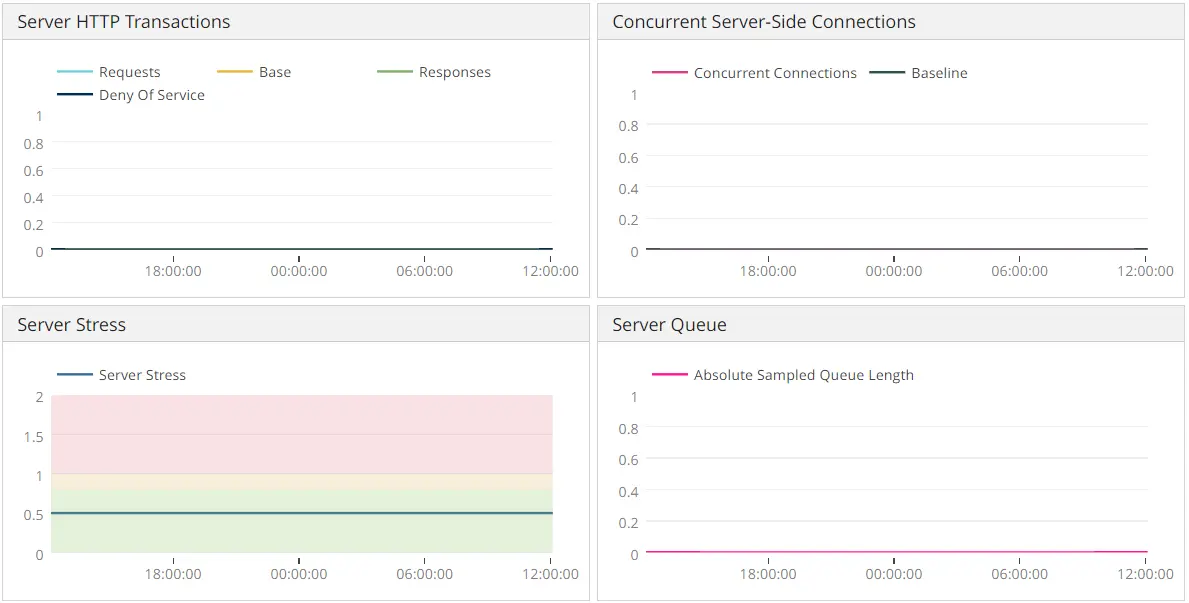 Server HTTP Transactions
Requests Base Responses
Deny Of Service
1
0.8
0.6
0.4
0.2
0
18:00:00 00:00:00 06:00:00 12:00:00
Concurrent Server-Side Connections
Concurrent Connections Baseline
1
0.8
0.6
0.4
0.2
0
18:00:00 00:00:00 06:00:00 12:00:00
Server Stress
Server Stress
2
1.5
1
0.5
0
18:00:00 00:00:00 06:00:00 12:00:00
Server Queue
Absolute Sampled Queue Length
1
0.8
0.6
0.4
0.2
0
18:00:00 00:00:00 06:00:00 12:00:00